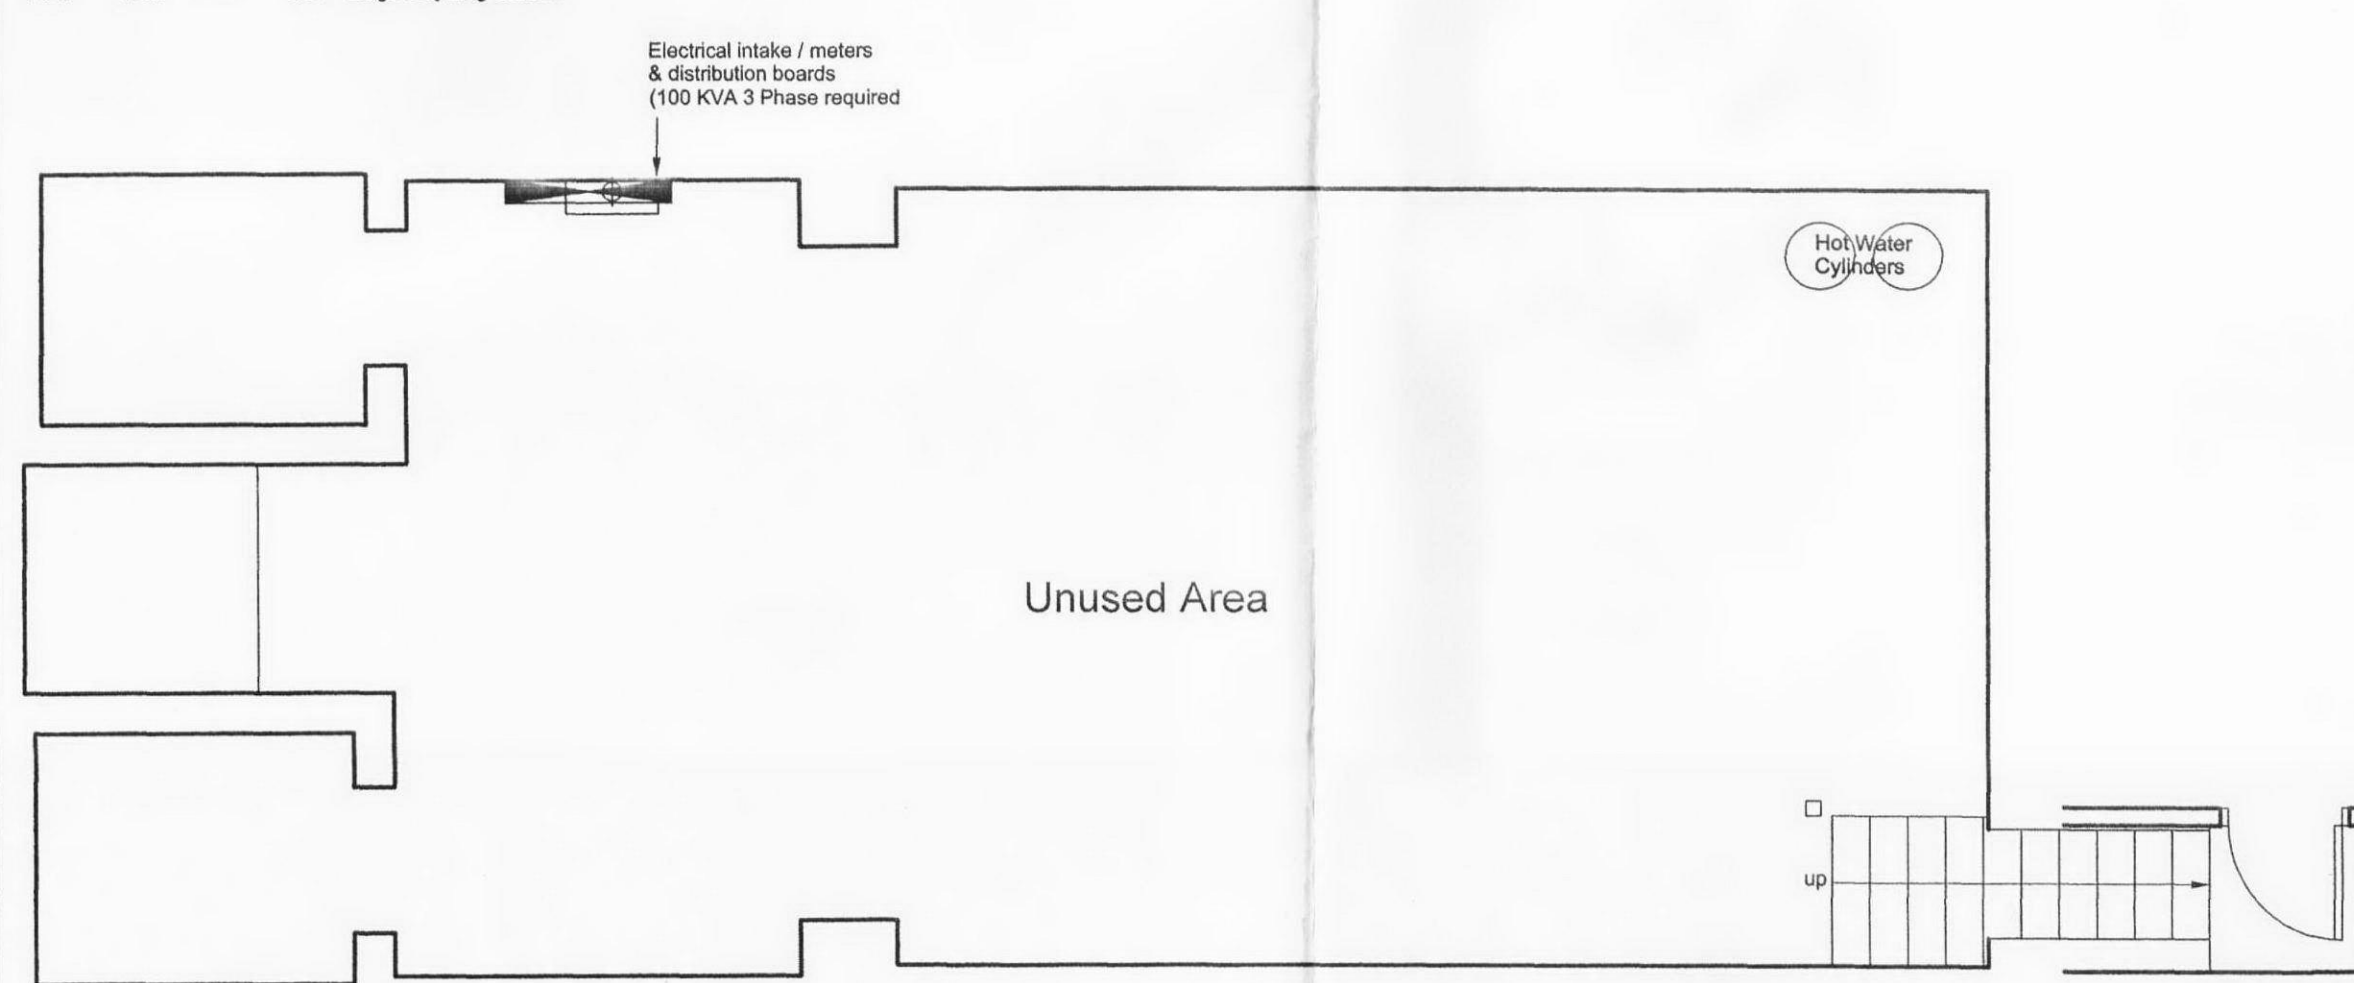 Electrical intake / meters
& distribution boards
(100 KVA 3 Phase required
Hot Water
Cylinders
Unused Area
up